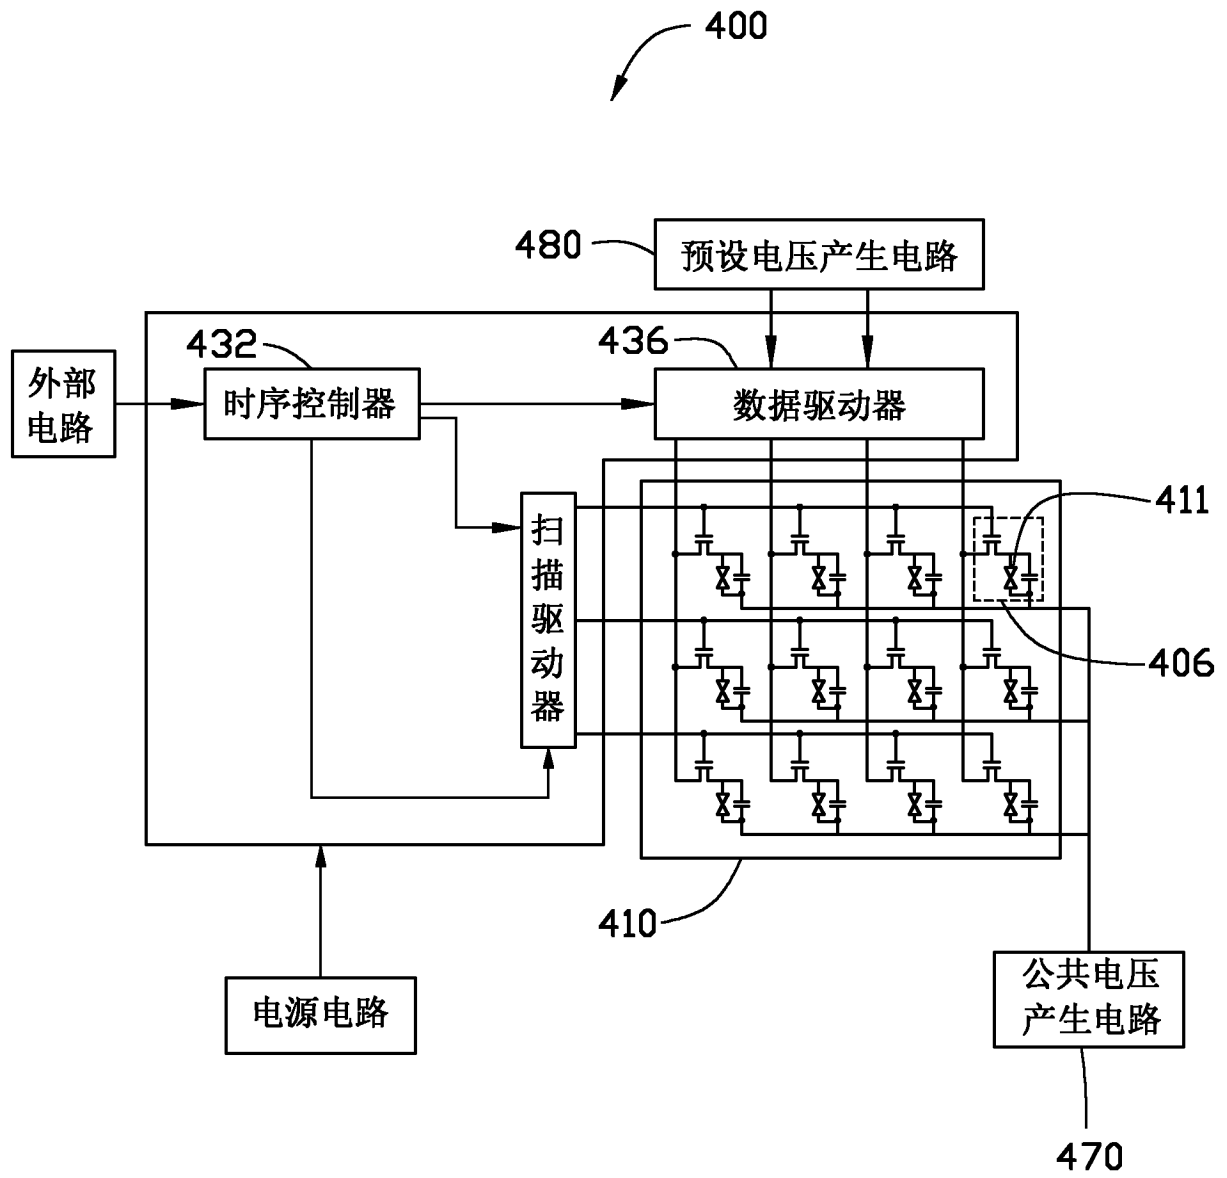 400
480
预设电压产生电路
432
436
外部
电路
时序控制器
数据驱动器
411
扫描驱动器
406
410
电源电路
公共电压
产生电路
470